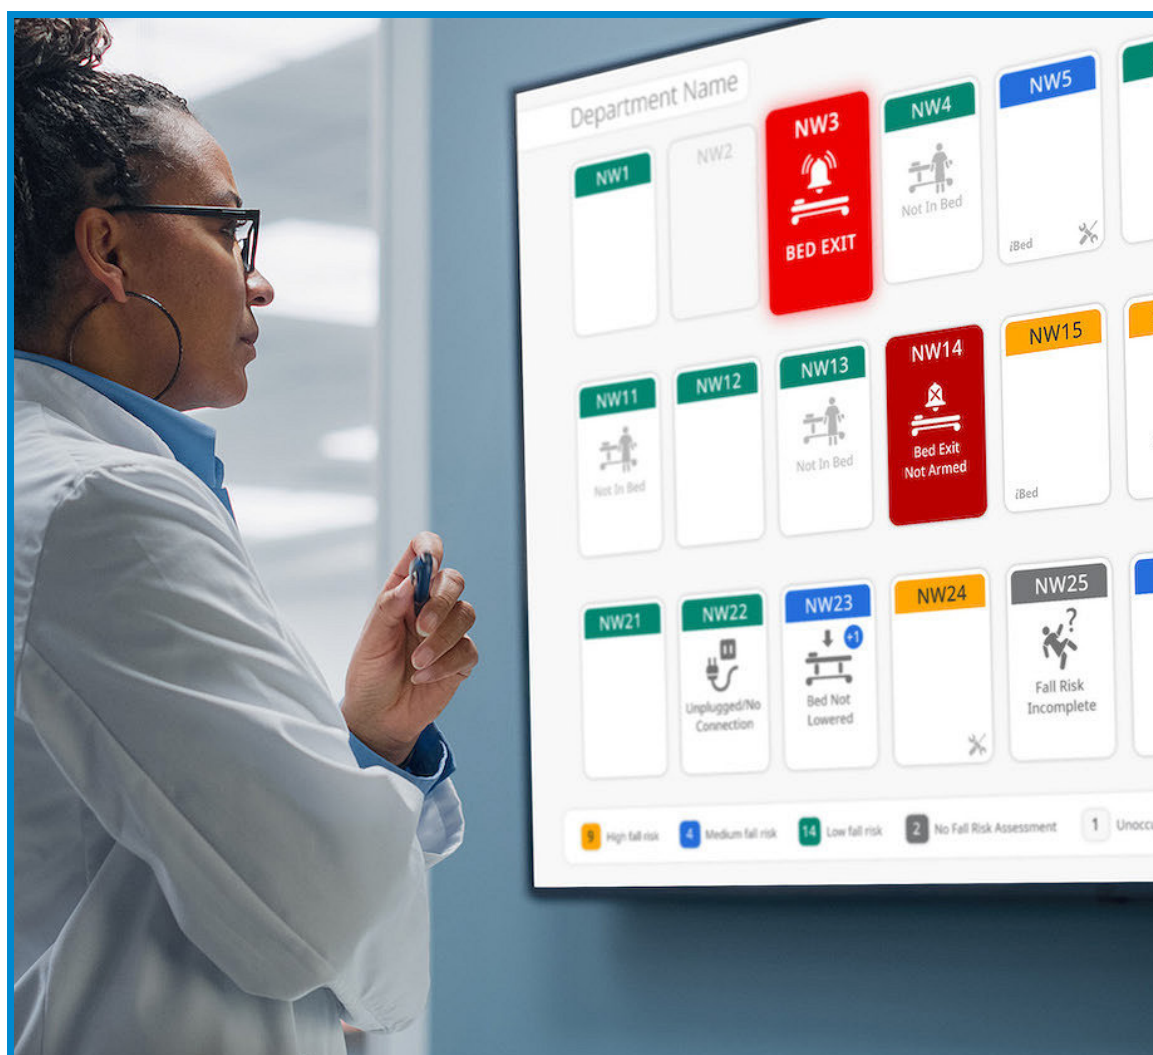 Department Name
NW1
NW2
NW3
BED EXIT
NW4
Not In Bed
NW5
iBed
NW11
Not In Bed
NW12
NW13
Not In Bed
NW14
Bed Exit
Not Armed
NW15
iBed
NW21
NW22
Unplugged/No
Connection
NW23
+1
Bed Not
Lowered
NW24
NW25
?
Fall Risk
Incomplete
9 High fall risk
4 Medium fall risk
14 Low fall risk
2 No Fall Risk Assessment
1 Unoccu